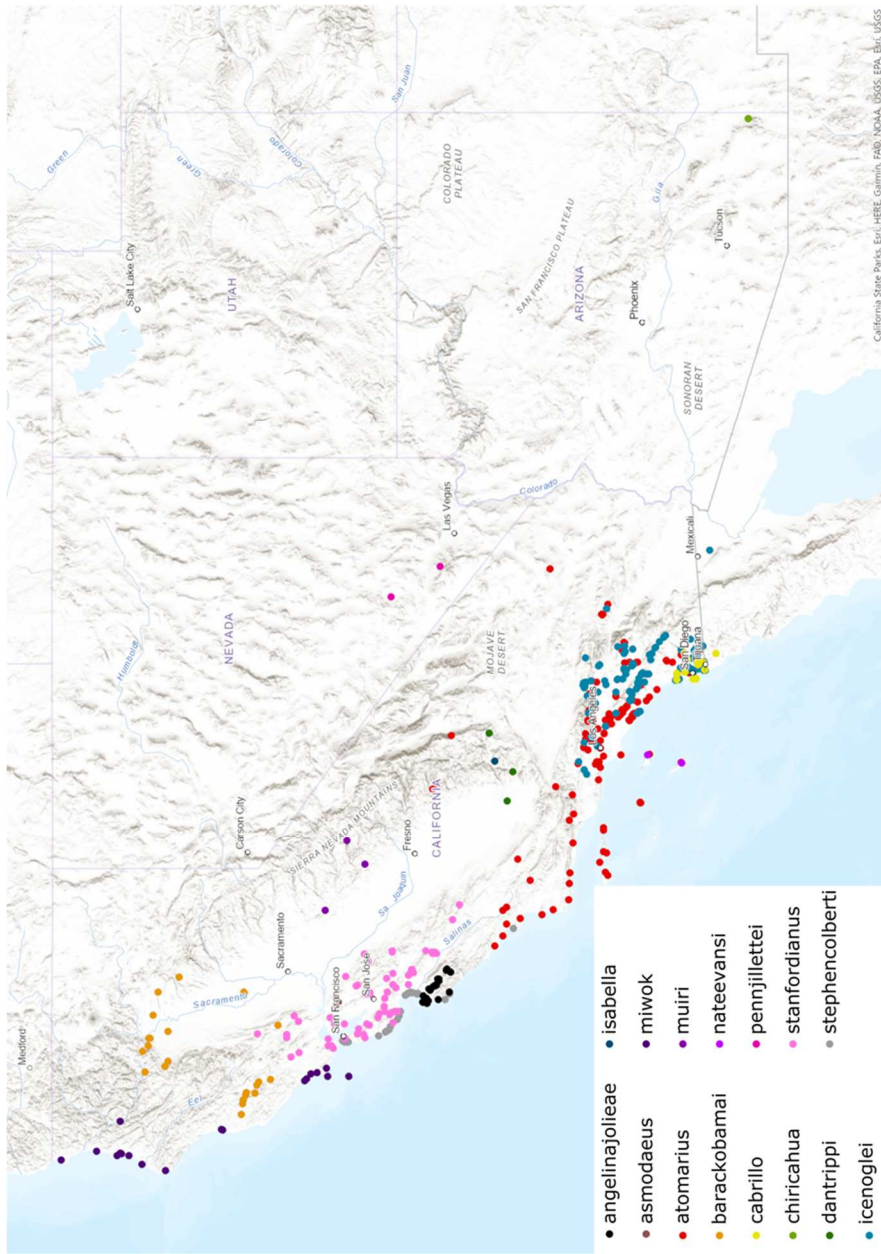 Medford
Green
Salt Lake City
Humboldt
Green
Eel
Sacramento
Carson City
NEVADA
UTAH
Colorado
Sacramento
SIERRA NEVADA MOUNTAINS
San Francisco
San Jose
Joaquin
San Juan
Fresno
CALIFORNIA
Las Vegas
COLORADO
PLATEAU
Salinas
MOJAVE
DESERT
Colorado
SAN FRANCISCO PLATEAU
ARIZONA
Los Angeles
Phoenix
Gila
SONORAN
DESERT
San Diego
Tijuana
Mexicali
Tucson
angelinajolieae
asmodaeus
atomarius
barackobamai
cabrillo
chiricahua
dantrippi
icenoglei
isabella
miwok
muiri
nateevansi
pennjillettei
stanfordianus
stephencolberti
California State Parks, Esri, HERE, Garmin, FAO, NOAA, USGS, EPA, Esri, USGS